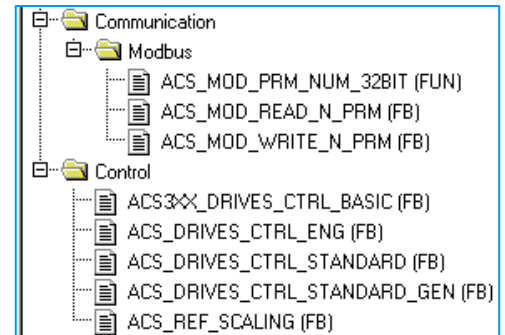 Communication
Modbus
ACS_MOD_PRM_NUM_32BIT (FUN)
ACS_MOD_READ_N_PRM (FB)
ACS_MOD_WRITE_N_PRM (FB)
Control
ACS3XX_DRIVES_CTRL_BASIC (FB)
ACS_DRIVES_CTRL_ENG (FB)
ACS_DRIVES_CTRL_STANDARD (FB)
ACS_DRIVES_CTRL_STANDARD_GEN (FB)
ACS_REF_SCALING (FB)